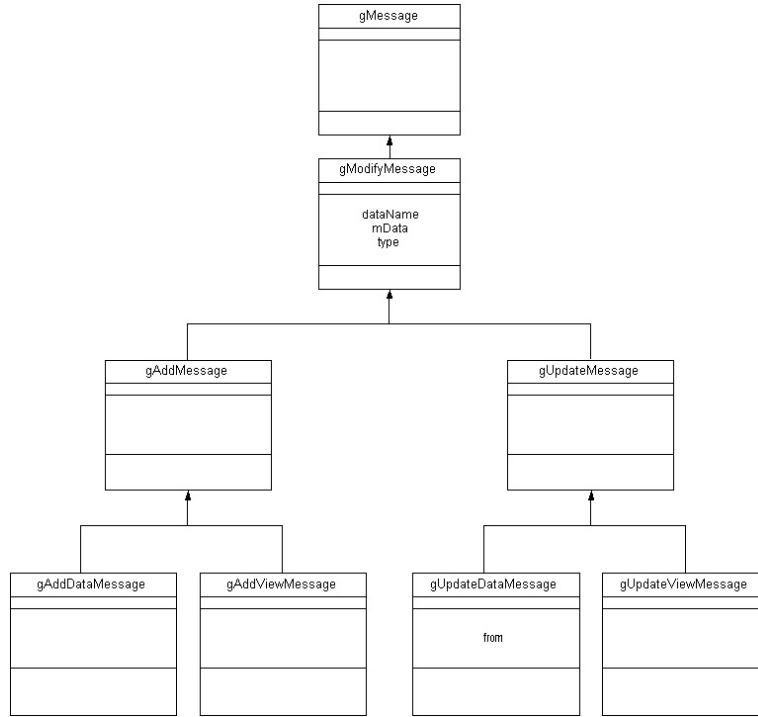 gMessage
gModifyMessage
dataName
mData
type
gAddMessage
gUpdateMessage
gAddDataMessage
gAddViewMessage
gUpdateDataMessage
gUpdateViewMessage
from